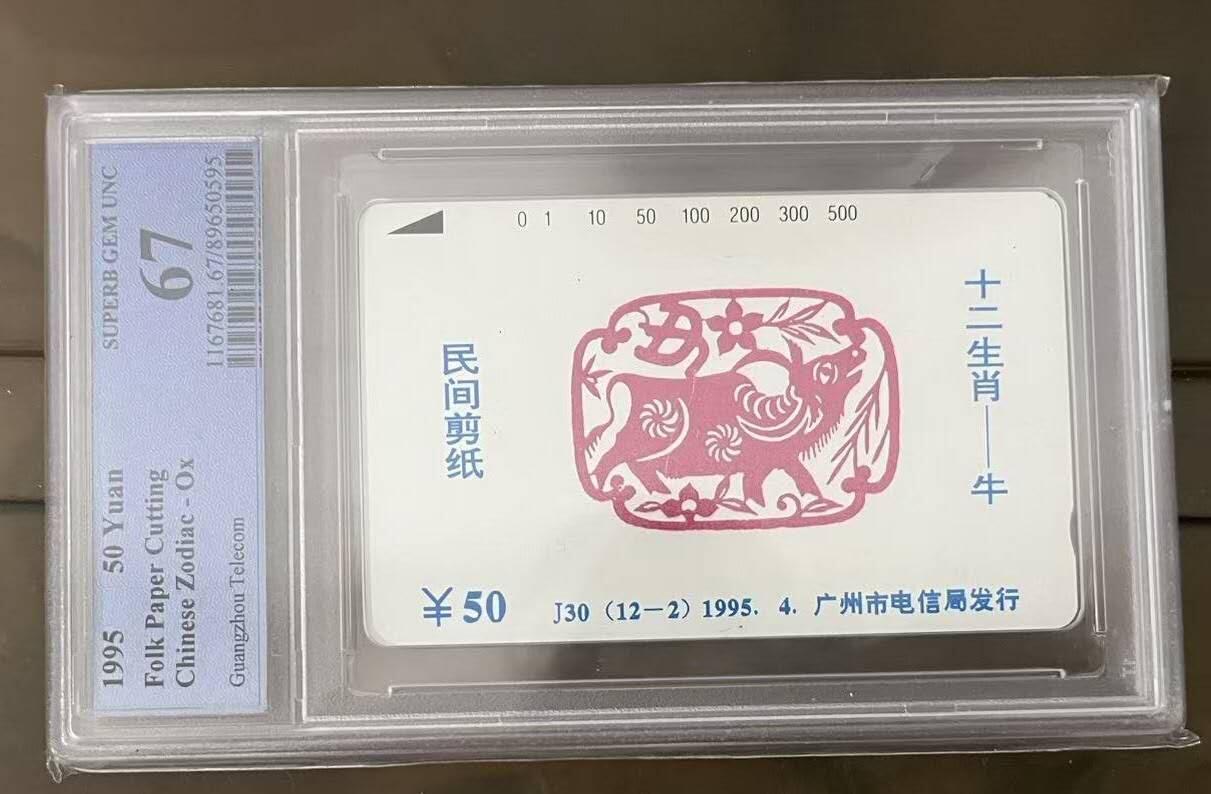 1995 50 Yuan SUPERB GEM UNC
Folk Paper Cutting 67
Chinese Zodiac - Ox 1167681.67/89650595
Guangzhou Telecom
0 1 10 50 100 200 300 500
民间剪纸
丑
十二生肖——牛
¥50
J30（12—2）1995. 4. 广州市电信局发行